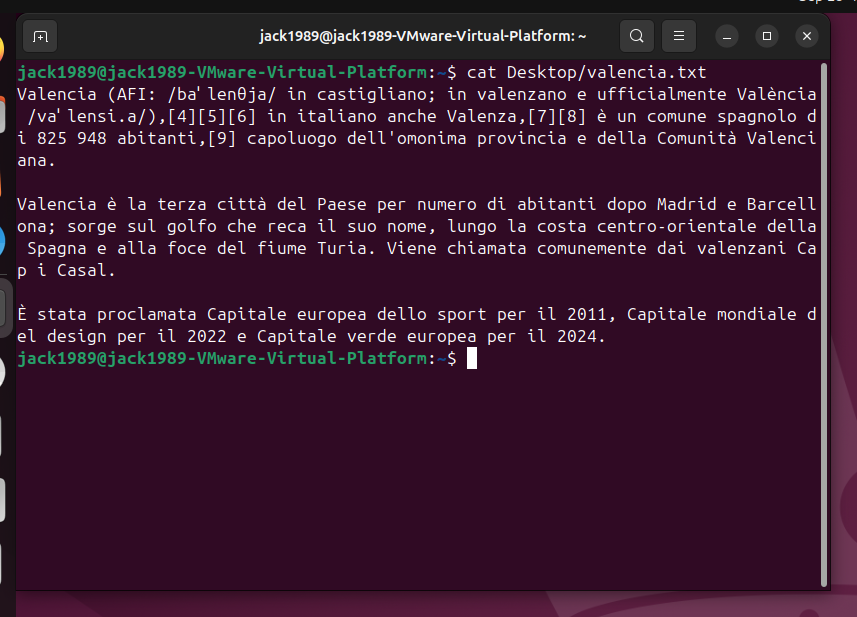 jack1989@jack1989-VMware-Virtual-Platform: ~
jack1989@jack1989-VMware-Virtual-Platform:~$ cat Desktop/valencia.txt
Valencia (AFI: /baˈlenθja/ in castigliano; in valenzano e ufficialmente València
 /vaˈlensi.a/),[4][5][6] in italiano anche Valenza,[7][8] è un comune spagnolo d
i 825 948 abitanti,[9] capoluogo dell'omonima provincia e della Comunità Valenci
ana.
Valencia è la terza città del Paese per numero di abitanti dopo Madrid e Barcell
ona; sorge sul golfo che reca il suo nome, lungo la costa centro-orientale della
 Spagna e alla foce del fiume Turia. Viene chiamata comunemente dai valenzani Ca
p i Casal.
È stata proclamata Capitale europea dello sport per il 2011, Capitale mondiale d
el design per il 2022 e Capitale verde europea per il 2024.
jack1989@jack1989-VMware-Virtual-Platform:~$